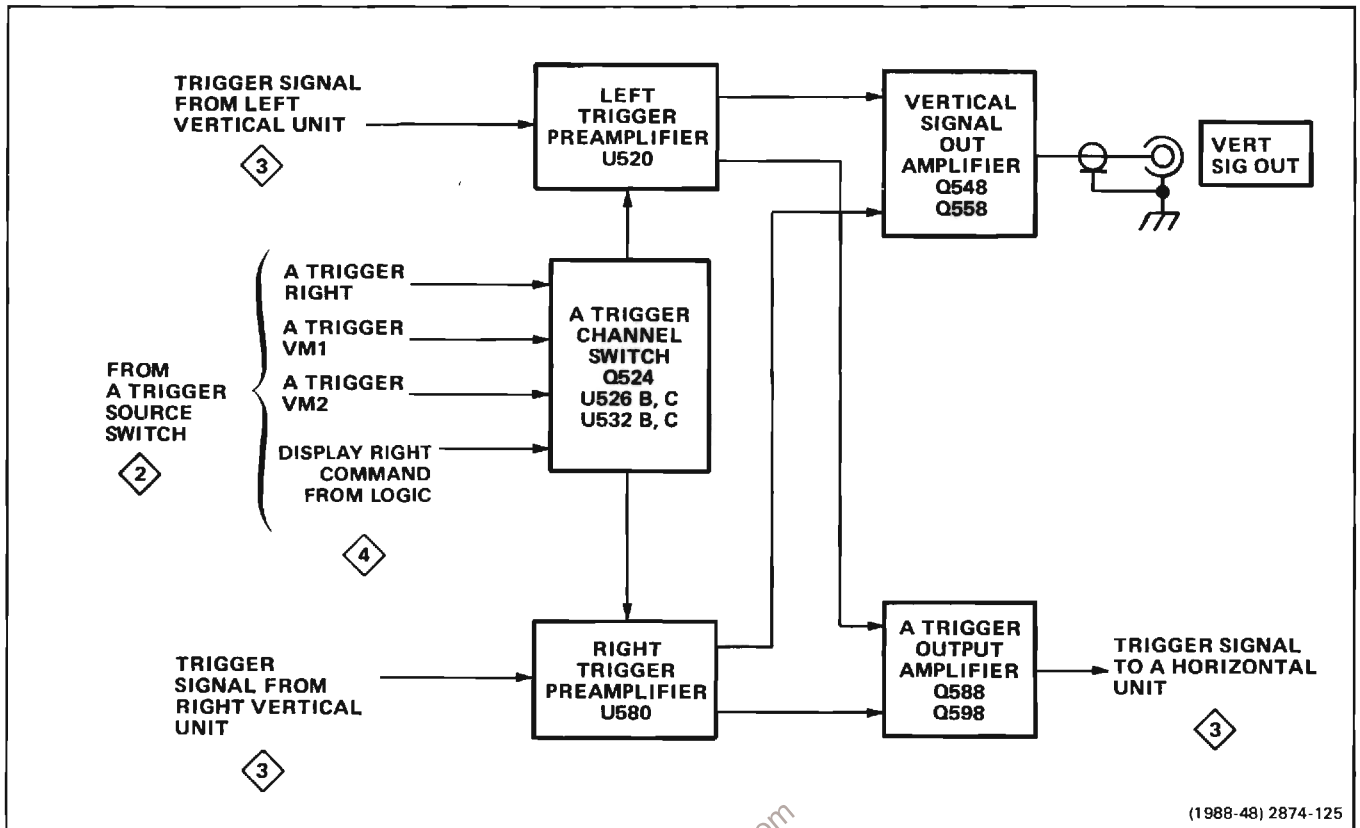 TRIGGER SIGNAL
FROM LEFT
VERTICAL UNIT
3
LEFT
TRIGGER
PREAMPLIFIER
U520
VERTICAL
SIGNAL
OUT
AMPLIFIER
Q548
Q558
VERT
SIG OUT
FROM
A TRIGGER
SOURCE
SWITCH
2
A TRIGGER
RIGHT
A TRIGGER
VM1
A TRIGGER
VM2
DISPLAY RIGHT
COMMAND
FROM LOGIC
4
A TRIGGER
CHANNEL
SWITCH
Q524
U526 B, C
U532 B, C
TRIGGER
SIGNAL FROM
RIGHT VERTICAL
UNIT
3
RIGHT
TRIGGER
PREAMPLIFIER
U580
A TRIGGER
OUTPUT
AMPLIFIER
Q588
Q598
TRIGGER SIGNAL
TO A HORIZONTAL
UNIT
3
(1988-48) 2874-125